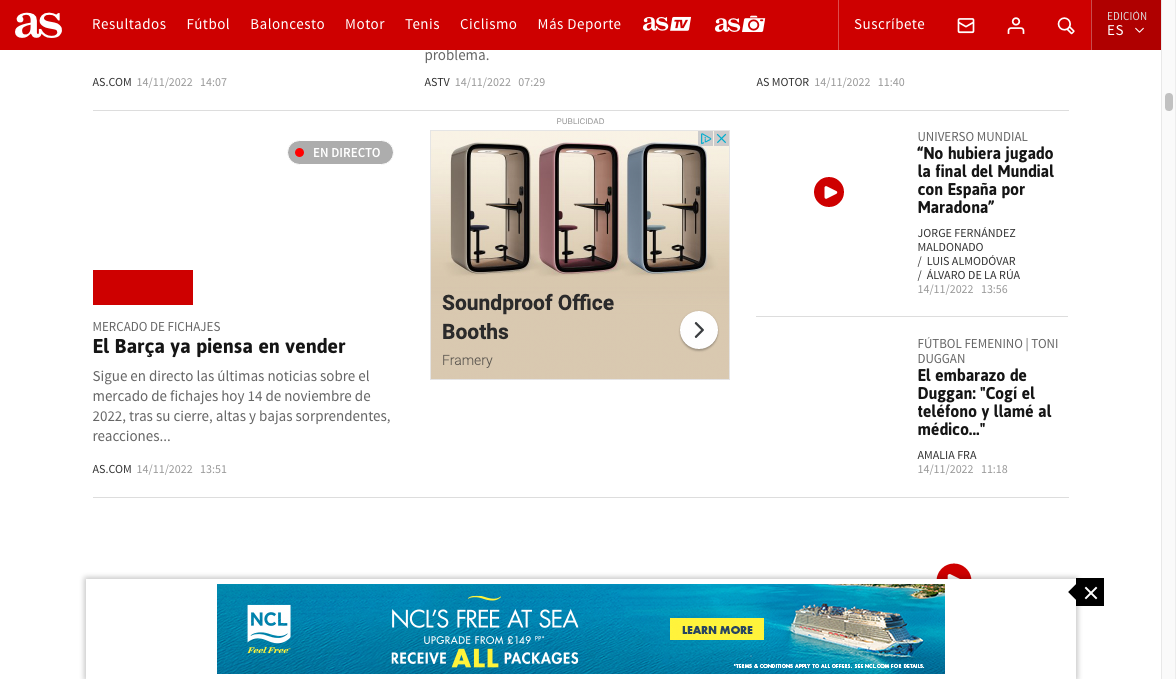 as
Resultados
Fútbol
Baloncesto
Motor
Tenis
Ciclismo
Más Deporte
as TV
as
Suscríbete
EDICIÓN
ES
problema.
AS.COM 14/11/2022 14:07
ASTV 14/11/2022 07:29
AS MOTOR 14/11/2022 11:40
EN DIRECTO
MERCADO DE FICHAJES
El Barça ya piensa en vender
Sigue en directo las últimas noticias sobre el
mercado de fichajes hoy 14 de noviembre de
2022, tras su cierre, altas y bajas sorprendentes,
reacciones...
AS.COM 14/11/2022 13:51
PUBLICIDAD
Soundproof Office
Booths
Framery
UNIVERSO MUNDIAL
“No hubiera jugado
la final del Mundial
con España por
Maradona”
JORGE FERNÁNDEZ
MALDONADO
/ LUIS ALMODÓVAR
/ ÁLVARO DE LA RÚA
14/11/2022 13:56
FÚTBOL FEMENINO | TONI
DUGGAN
El embarazo de
Duggan: "Cogí el
teléfono y llamé al
médico..."
AMALIA FRA
14/11/2022 11:18
NCL
Feel Free
NCL'S FREE AT SEA
UPGRADE FROM £149 PP*
RECEIVE ALL PACKAGES
LEARN MORE
*TERMS & CONDITIONS APPLY TO ALL OFFERS. SEE NCL.COM FOR DETAILS.